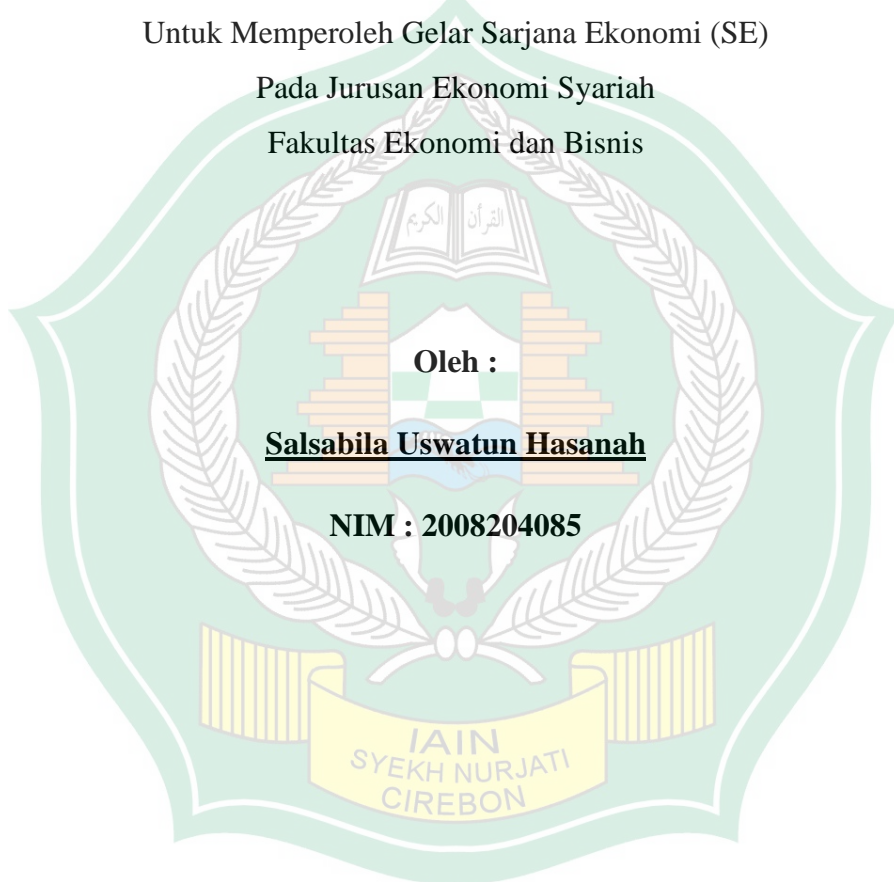 Untuk Memperoleh Gelar Sarjana Ekonomi (SE)
Pada Jurusan Ekonomi Syariah
Fakultas Ekonomi dan Bisnis
القرآن الكريم
Oleh :
Salsabila Uswatun Hasanah
NIM : 2008204085
IAIN
SYEKH NURJATI
CIREBON